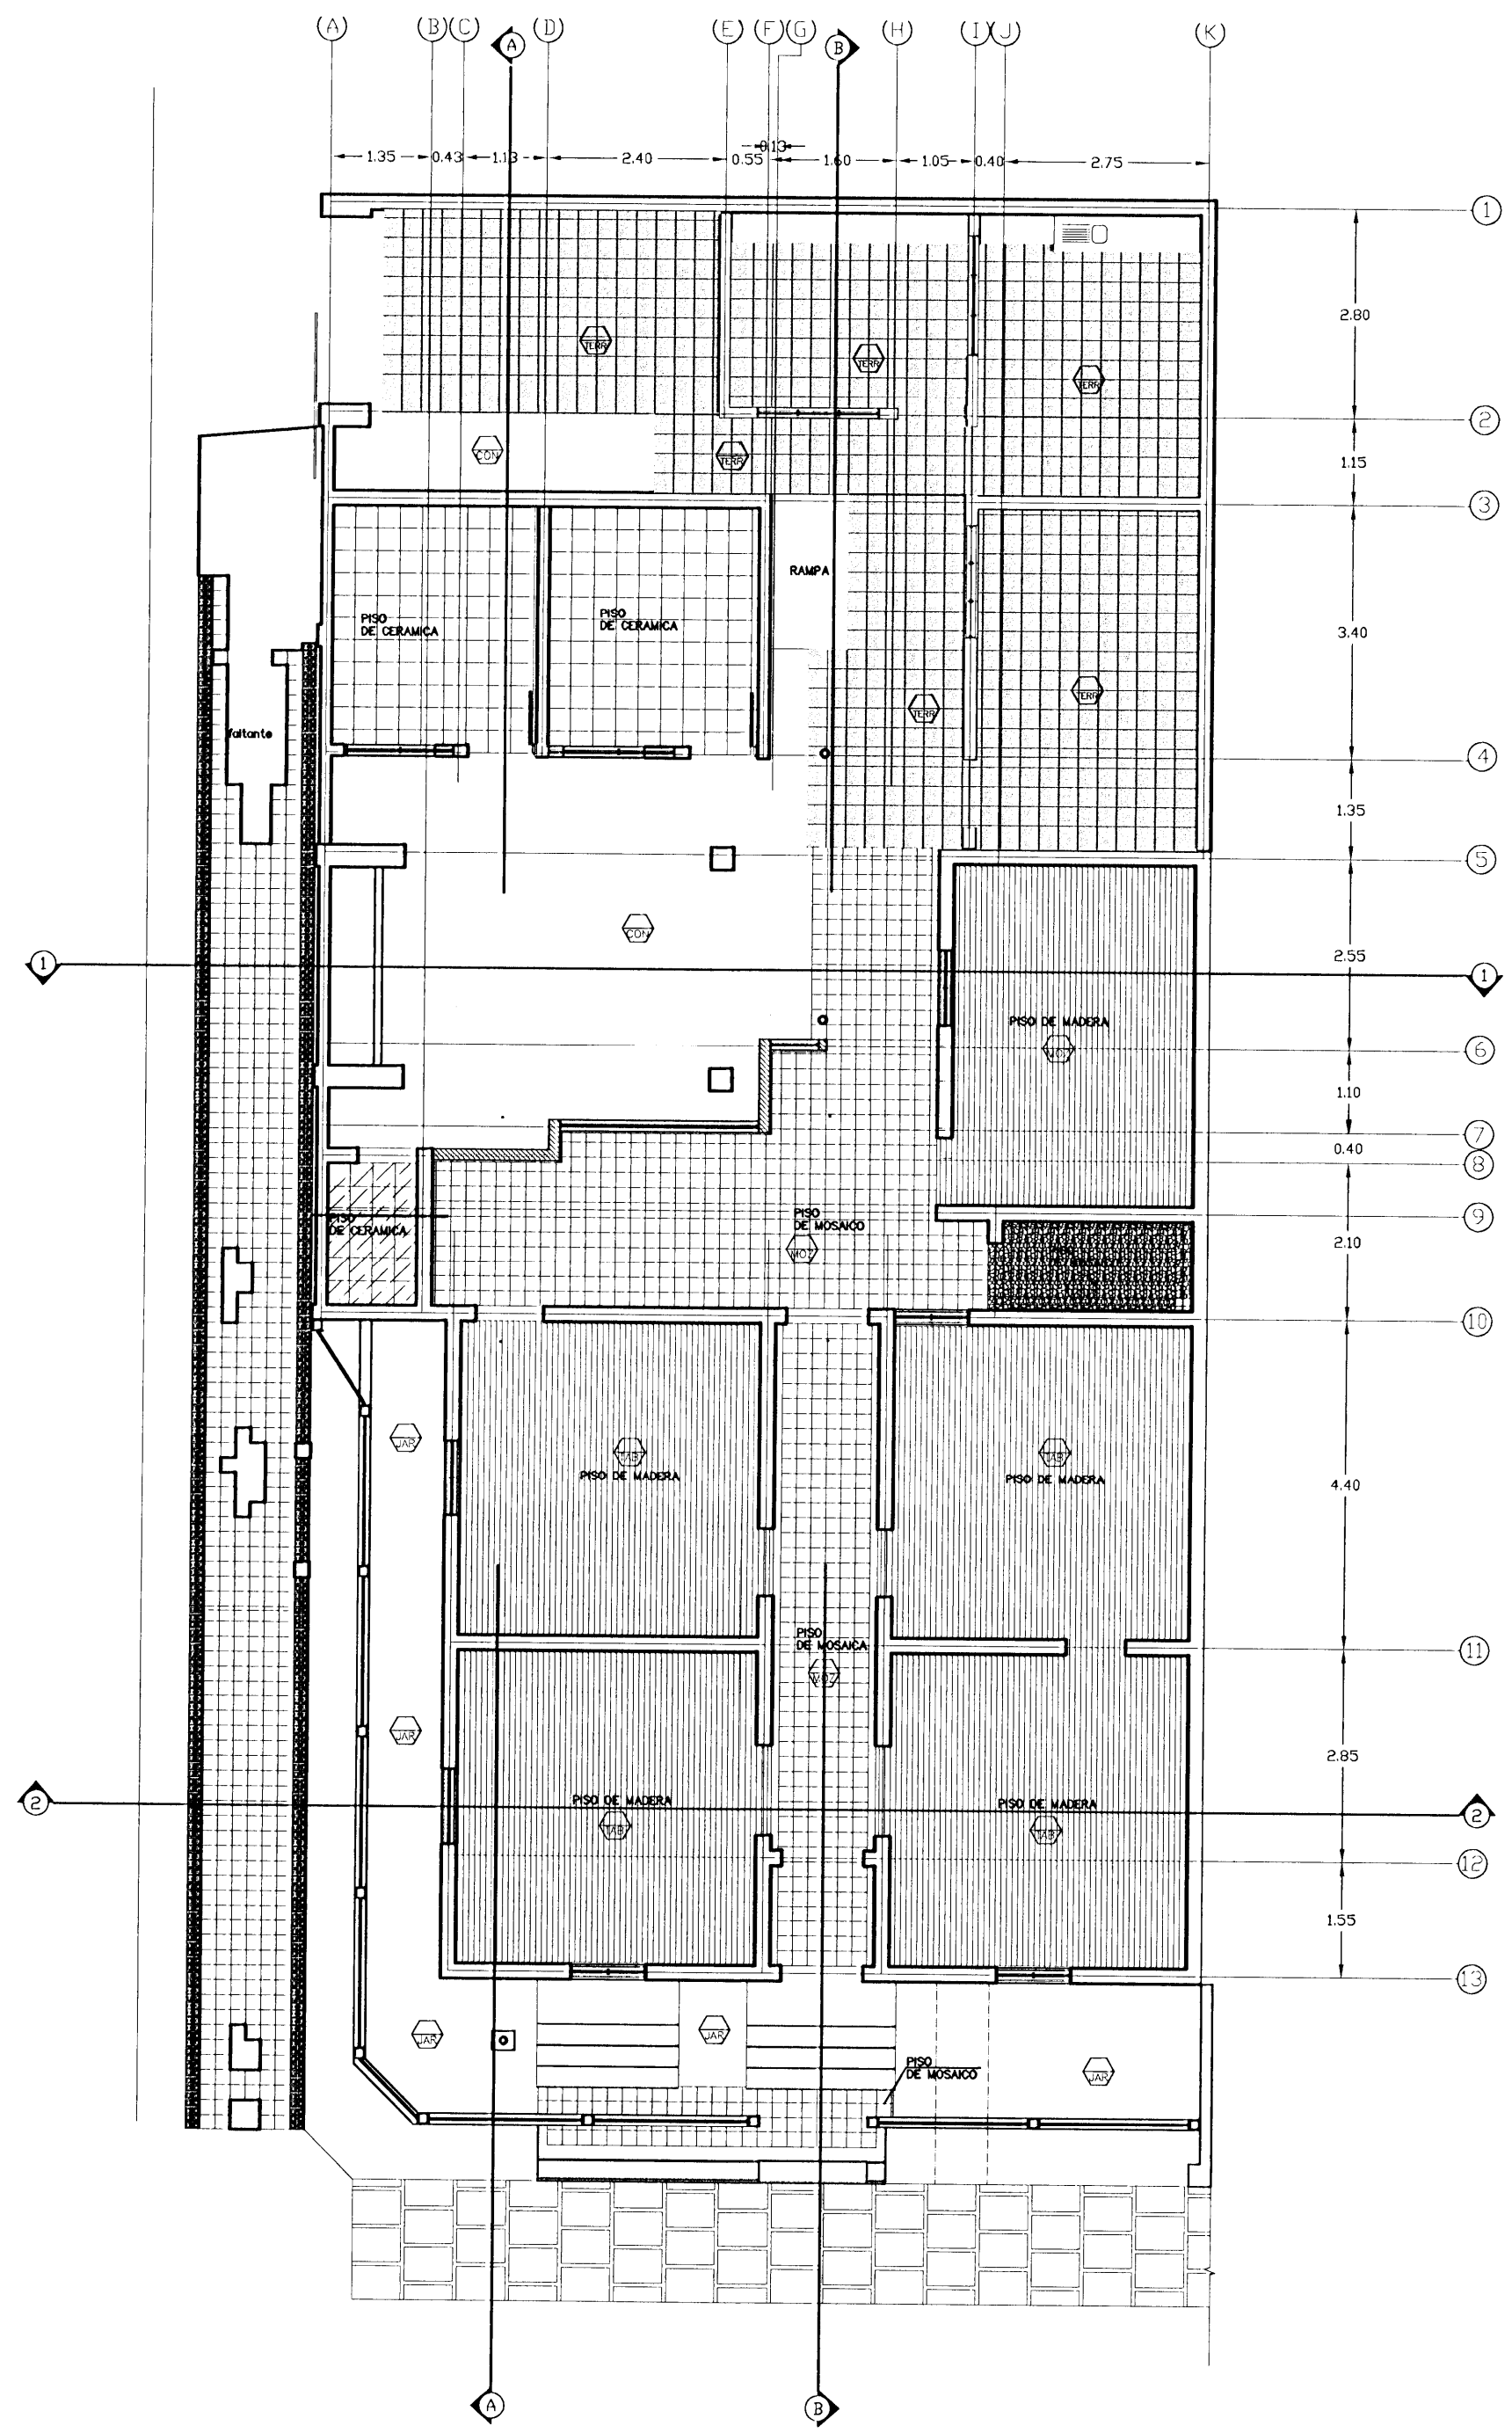 A B C A D E F G B H I J K
0.13
1.35 0.43 1.13 2.40 0.55 1.60 1.05 0.40 2.75
1
2.80
TERR
TERR
TERR
2
CON
TERR
1.15
3
RAMPA
PISO
DE CERAMICA
PISO
DE CERAMICA
3.40
TERR
TERR
faltante
4
1.35
5
CON
2.55
1
1
PISO DE MADERA
MOZ
6
1.10
7
0.40
8
PISO
DE CERAMICA
PISO
DE MOSAICO
MOZ
9
2.10
10
JAR
TAB
PISO DE MADERA
TAB
PISO DE MADERA
4.40
PISO
DE MOSAICA
MOZ
11
JAR
2.85
2
2
PISO DE MADERA
TAB
PISO DE MADERA
TAB
12
1.55
13
JAR
JAR
PISO
DE MOSAICO
JAR
A
B